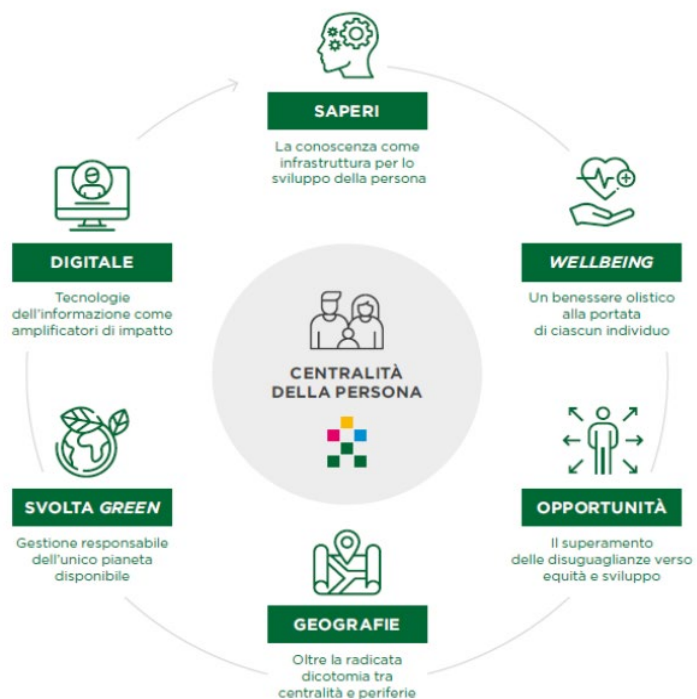 SAPERI
La conoscenza come
infrastruttura per lo
sviluppo della persona
WELLBEING
Un benessere olistico
alla portata
di ciascun individuo
OPPORTUNITÀ
Il superamento
delle disuguaglianze verso
equità e sviluppo
GEOGRAFIE
Oltre la radicata
dicotomia tra
centralità e periferie
SVOLTA GREEN
Gestione responsabile
dell'unico pianeta
disponibile
DIGITALE
Tecnologie
dell'informazione come
amplificatori di impatto
CENTRALITÀ
DELLA PERSONA